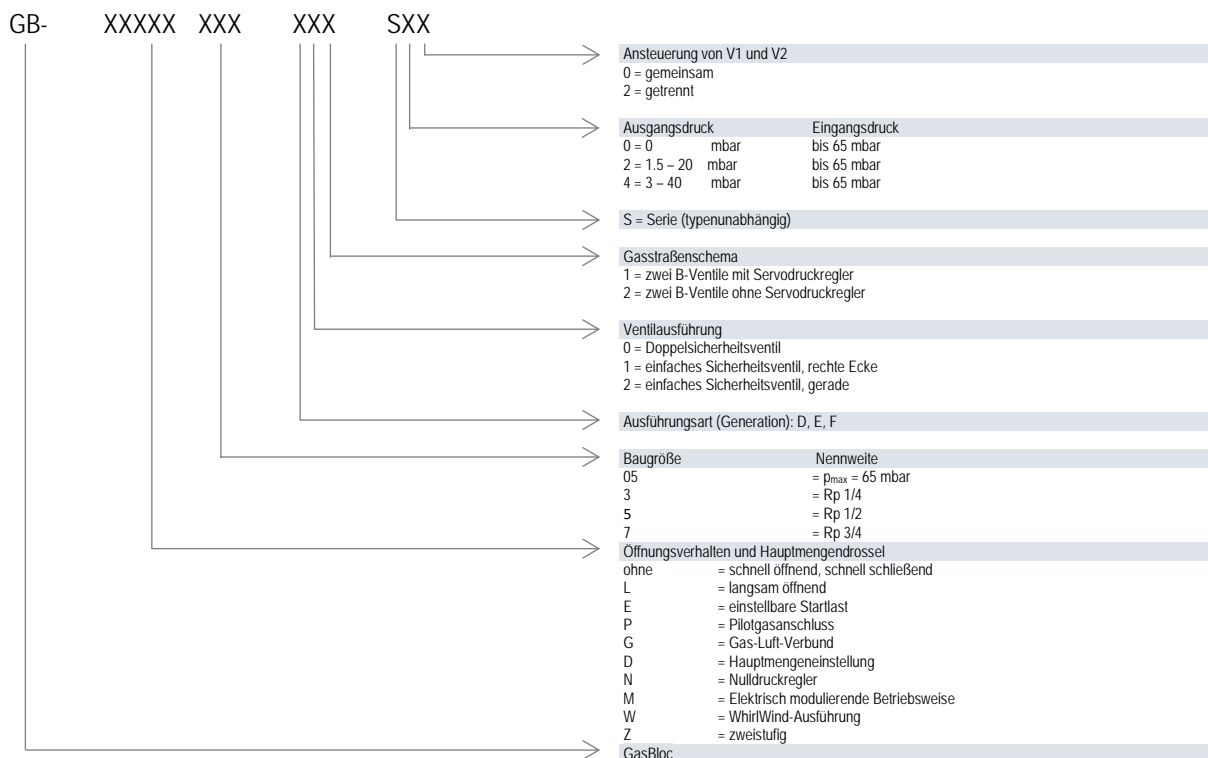 GB- XXXXX XXX XXX SXX
Ansteuerung von V1 und V2
0 = gemeinsam
2 = getrennt
Ausgangsdruck Eingangsdruck
0 = 0 mbar bis 65 mbar
2 = 1.5 – 20 mbar bis 65 mbar
4 = 3 – 40 mbar bis 65 mbar
S = Serie (typenunabhängig)
Gasstraßenschema
1 = zwei B-Ventile mit Servodruckregler
2 = zwei B-Ventile ohne Servodruckregler
Ventilausführung
0 = Doppelsicherheitsventil
1 = einfaches Sicherheitsventil, rechte Ecke
2 = einfaches Sicherheitsventil, gerade
Ausführungsart (Generation): D, E, F
Baugröße Nennweite
05 = pmax = 65 mbar
3 = Rp 1/4
5 = Rp 1/2
7 = Rp 3/4
Öffnungsverhalten und Hauptmengendrossel
ohne = schnell öffnend, schnell schließend
L = langsam öffnend
E = einstellbare Startlast
P = Pilotgasanschluss
G = Gas-Luft-Verbund
D = Hauptmengeneinstellung
N = Nulldruckregler
M = Elektrisch modulierende Betriebsweise
W = WhirlWind-Ausführung
Z = zweistufig
GasBloc